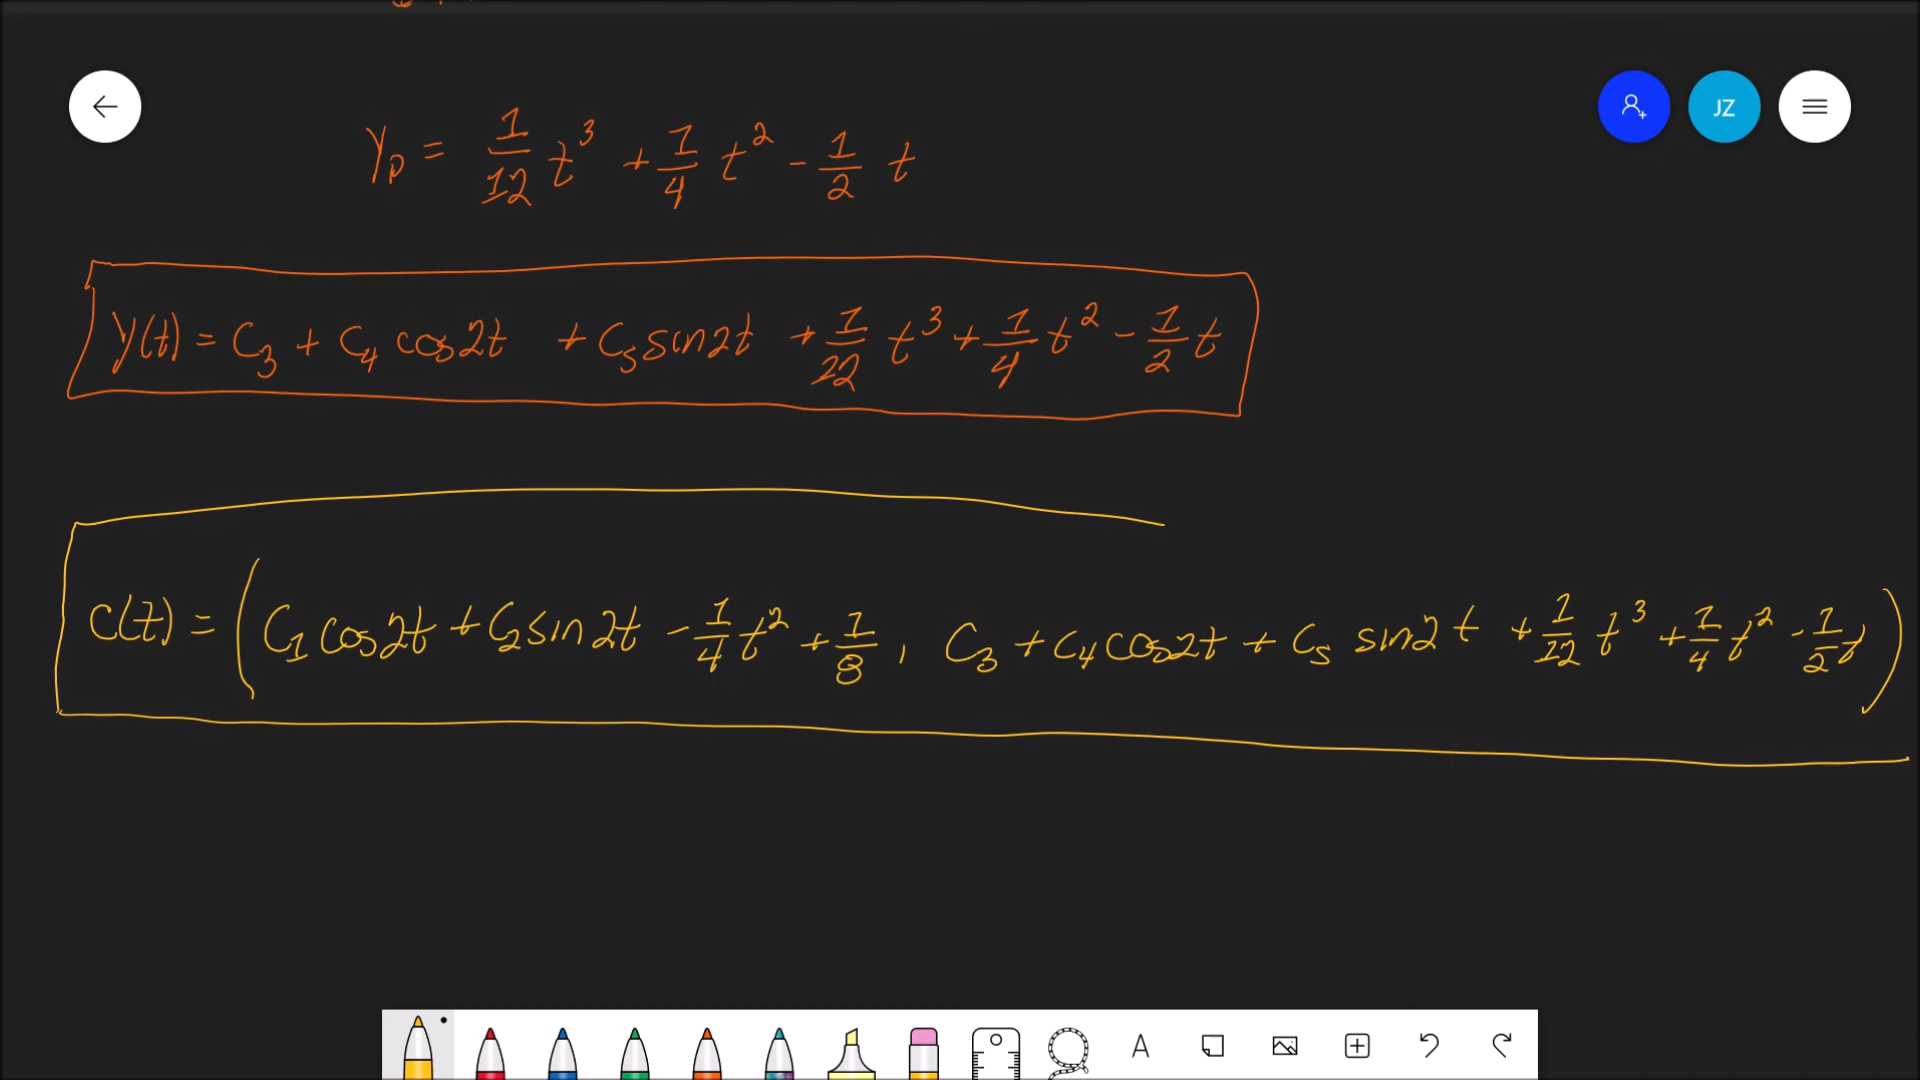 JZ
y_p = 1/12 t^3 + 1/4 t^2 - 1/2 t
y(t) = C_3 + C_4 cos2t + C_5 sin2t + 1/12 t^3 + 1/4 t^2 - 1/2 t
c(t) = (C_1 cos2t + C_2 sin2t - 1/4 t^2 + 1/8 , C_3 + C_4 cos2t + C_5 sin2t + 1/12 t^3 + 1/4 t^2 - 1/2 t)
A